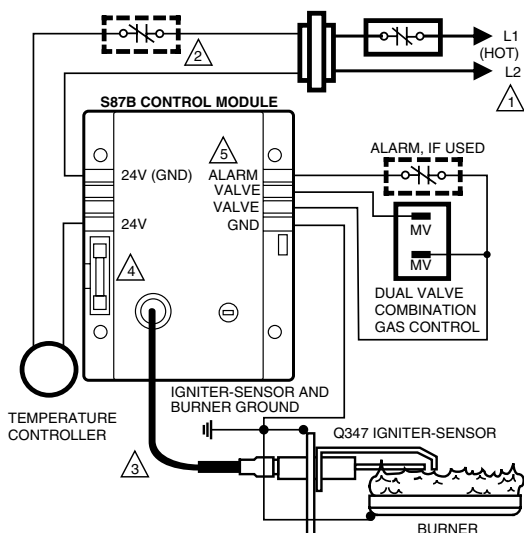 L1
(HOT)
2
L2
1
S87B CONTROL MODULE
5
ALARM, IF USED
24V (GND)
ALARM
VALVE
VALVE
24V
GND
MV
MV
4
DUAL VALVE
COMBINATION
GAS CONTROL
IGNITER-SENSOR AND
BURNER GROUND
TEMPERATURE
CONTROLLER
Q347 IGNITER-SENSOR
3
BURNER